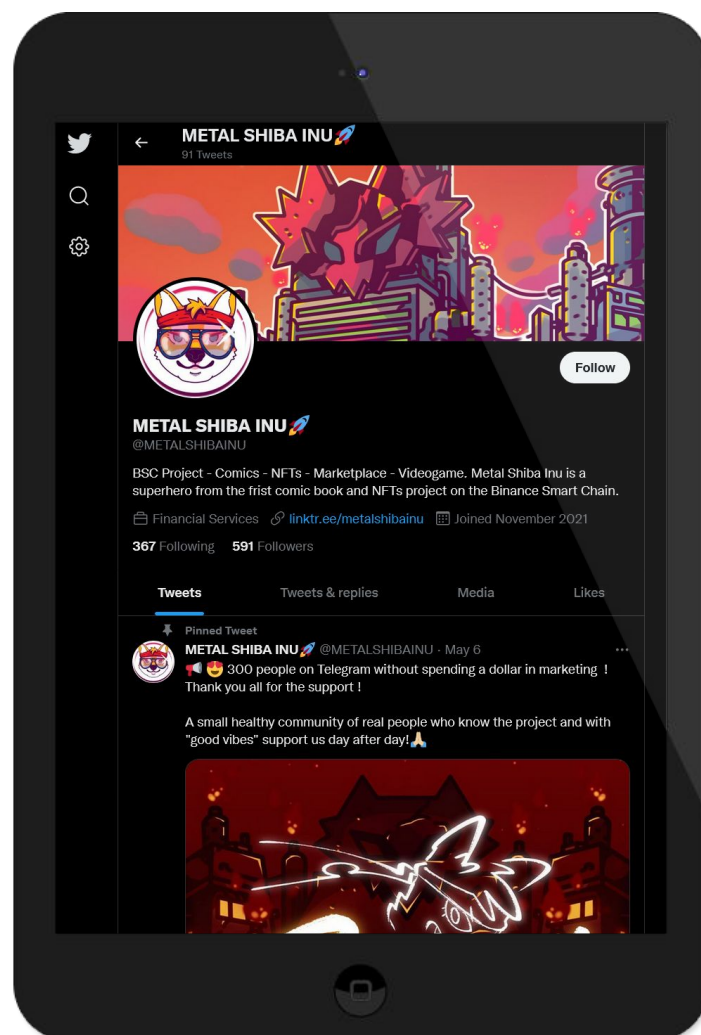 METAL SHIBA INU🚀
91 Tweets
Follow
METAL SHIBA INU🚀
@METALSHIBAINU
BSC Project - Comics - NFTs - Marketplace - Videogame. Metal Shiba Inu is a
superhero from the frist comic book and NFTs project on the Binance Smart Chain.
Financial Services linktr.ee/metalshibainu Joined November 2021
367 Following 591 Followers
Tweets Tweets & replies Media Likes
Pinned Tweet
METAL SHIBA INU🚀 @METALSHIBAINU · May 6
📢😍 300 people on Telegram without spending a dollar in marketing !
Thank you all for the support !
A small healthy community of real people who know the project and with
"good vibes" support us day after day!🙏🏼